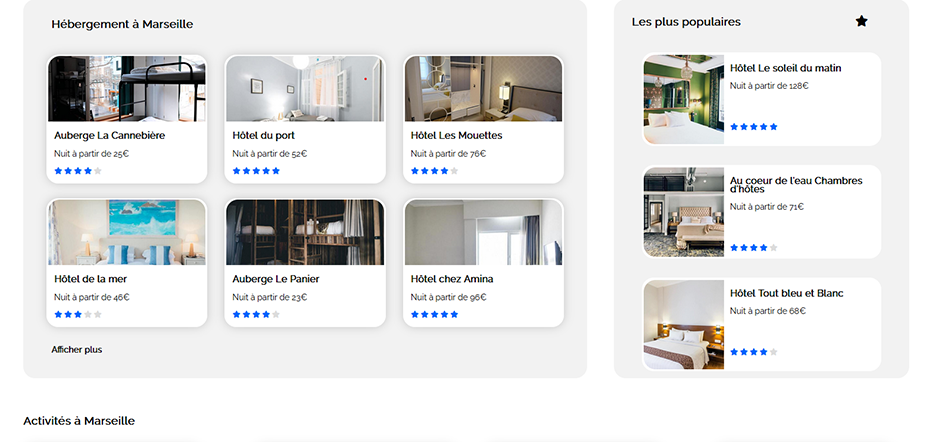 Hébergement à Marseille
Auberge La Cannebière
Nuit à partir de 25€
Hôtel du port
Nuit à partir de 52€
Hôtel Les Mouettes
Nuit à partir de 76€
Hôtel de la mer
Nuit à partir de 46€
Auberge Le Panier
Nuit à partir de 23€
Hôtel chez Amina
Nuit à partir de 96€
Afficher plus
Les plus populaires
Hôtel Le soleil du matin
Nuit à partir de 128€
Au coeur de l'eau Chambres
d'hôtes
Nuit à partir de 71€
Hôtel Tout bleu et Blanc
Nuit à partir de 68€
Activités à Marseille